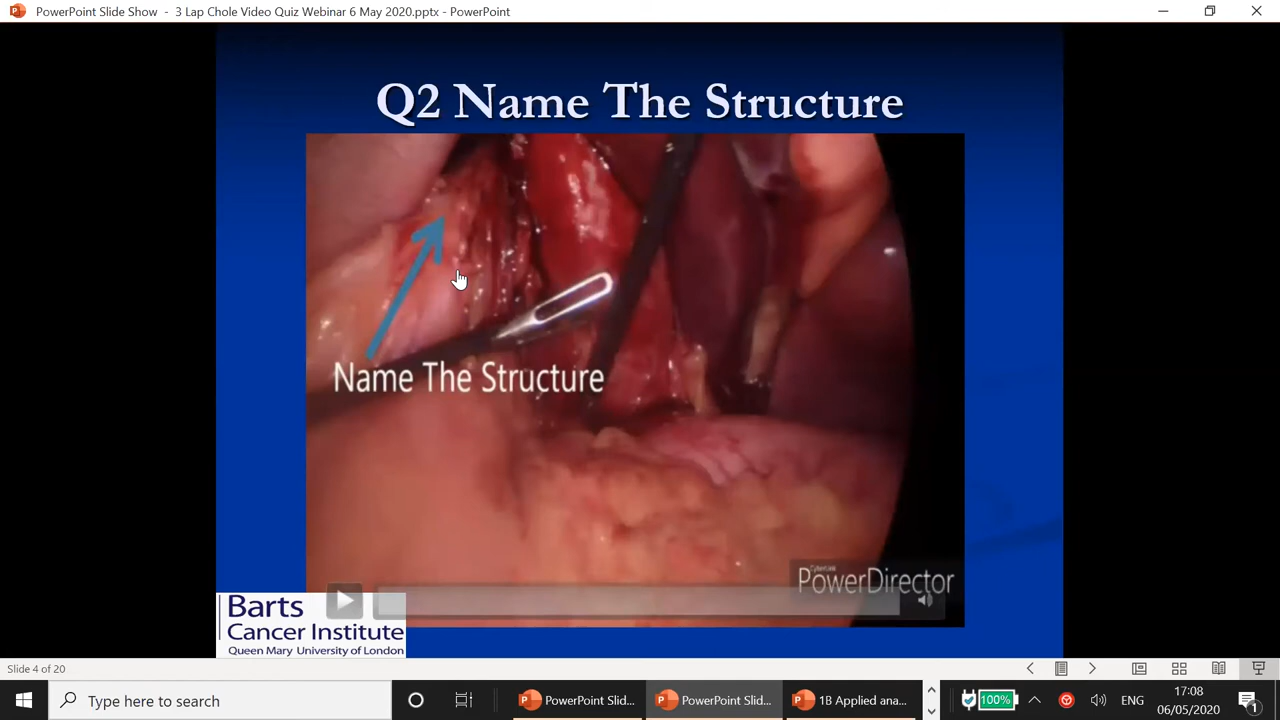 PowerPoint Slide Show - 3 Lap Chole Video Quiz Webinar 6 May 2020.pptx - PowerPoint
Q2 Name The Structure
Name The Structure
CyberLink
PowerDirector
Barts
Cancer Institute
Queen Mary University of London
Slide 4 of 20
Type here to search
PowerPoint Slid...
PowerPoint Slid...
1B Applied ana...
100%
ENG
17:08
06/05/2020
1